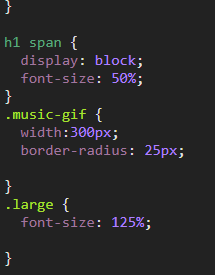 }
h1 span {
display: block;
font-size: 50%;
}
.music-gif {
width:300px;
border-radius: 25px;
}
.large {
font-size: 125%;
}